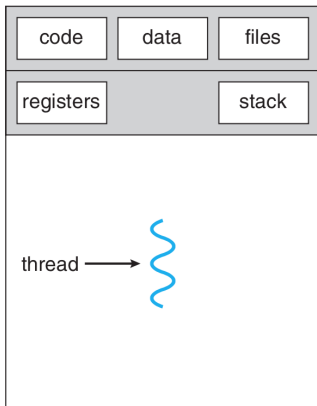 code data files
registers stack
thread